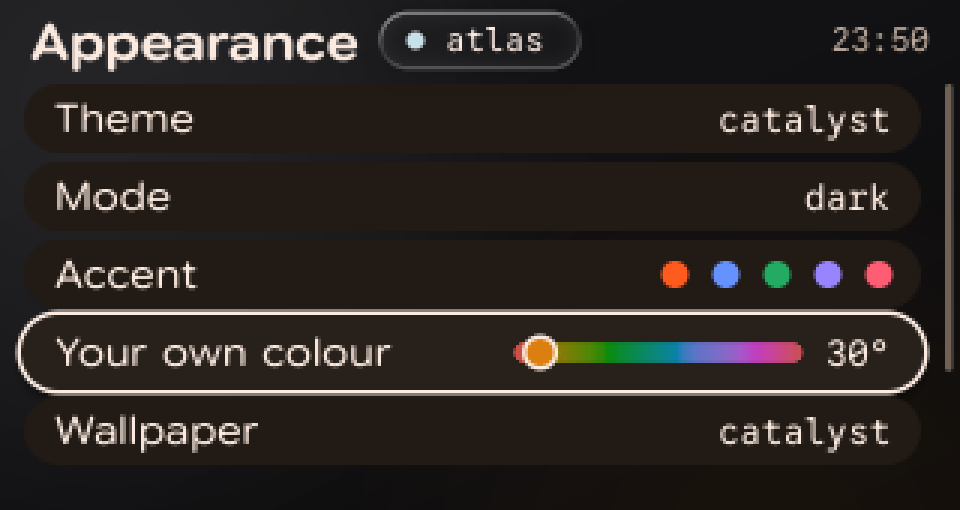 Appearance atlas 23:50
Theme catalyst
Mode dark
Accent
Your own colour 30°
Wallpaper catalyst